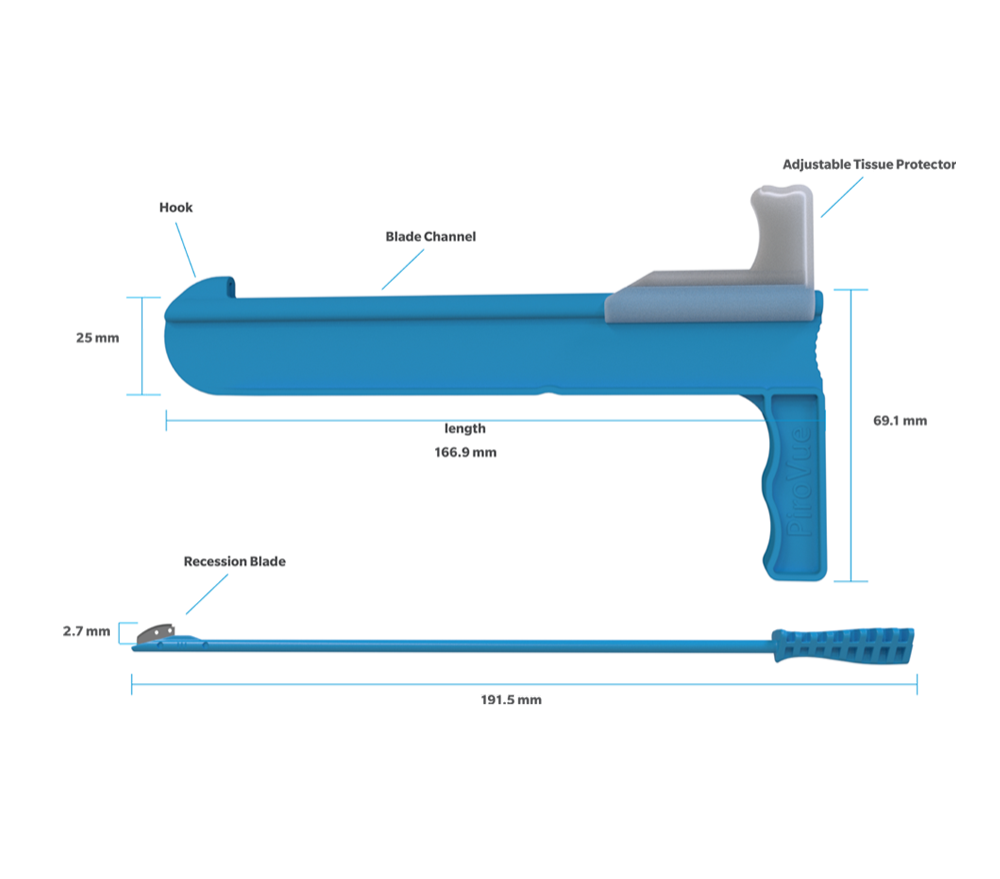 Adjustable Tissue Protector
Hook
Blade Channel
25 mm
69.1 mm
length
166.9 mm
PiroVue
Recession Blade
2.7 mm
191.5 mm